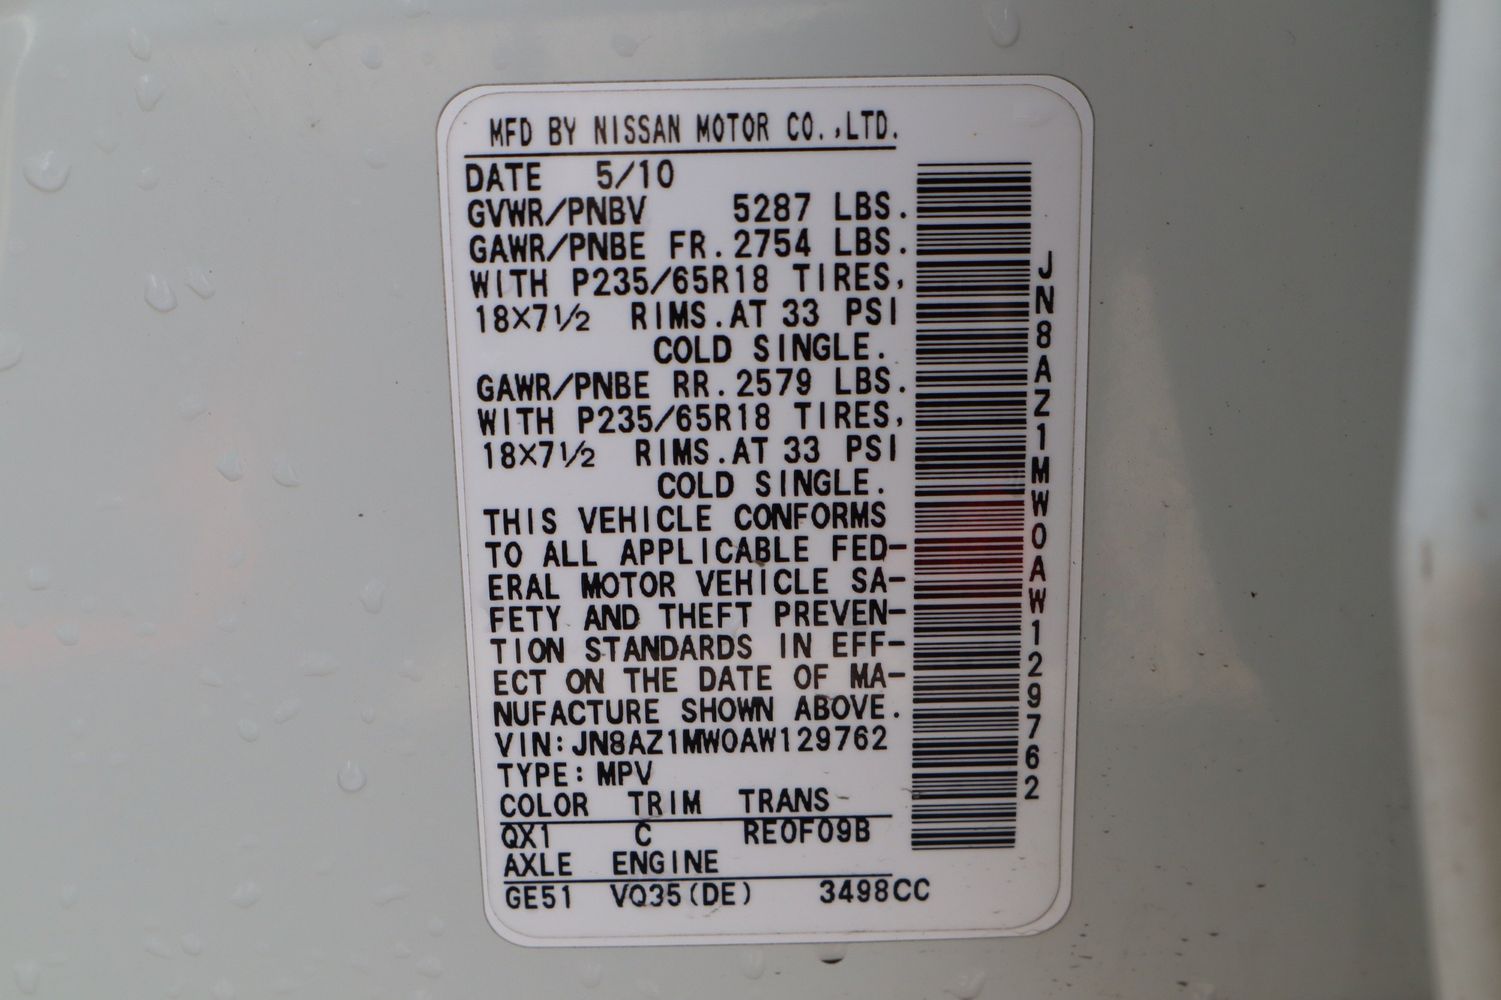 MFD BY NISSAN MOTOR CO.,LTD.
DATE 5/10
GVWR/PNBV 5287 LBS.
GAWR/PNBE FR.2754 LBS.
WITH P235/65R18 TIRES,
18×7½ RIMS.AT 33 PSI
COLD SINGLE.
GAWR/PNBE RR.2579 LBS.
WITH P235/65R18 TIRES,
18×7½ RIMS.AT 33 PSI
COLD SINGLE.
THIS VEHICLE CONFORMS
TO ALL APPLICABLE FED-
ERAL MOTOR VEHICLE SA-
FETY AND THEFT PREVEN-
TION STANDARDS IN EFF-
ECT ON THE DATE OF MA-
NUFACTURE SHOWN ABOVE.
VIN:JN8AZ1MW0AW129762
TYPE:MPV
COLOR TRIM TRANS
QX1 C RE0F09B
AXLE ENGINE
GE51 VQ35(DE) 3498CC
JN8AZ1MW0AW129762